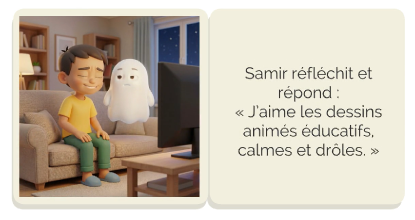 Samir réfléchit et
répond :
« J'aime les dessins
animés éducatifs,
calmes et drôles. »